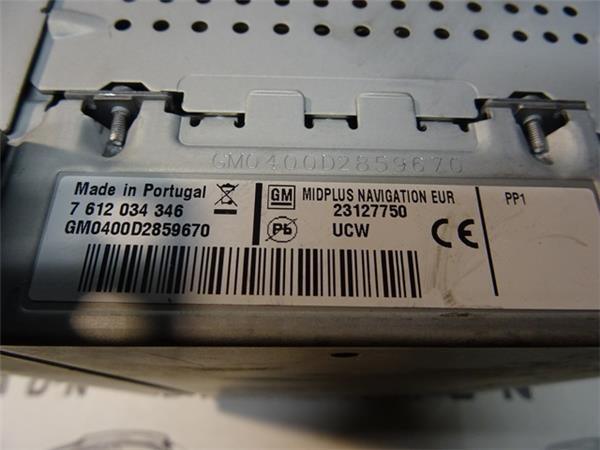 GM0400D2859670
Made in Portugal
7 612 034 346
GM0400D2859670
GM MIDPLUS NAVIGATION EUR
23127750
Pb UCW
CE
PP1